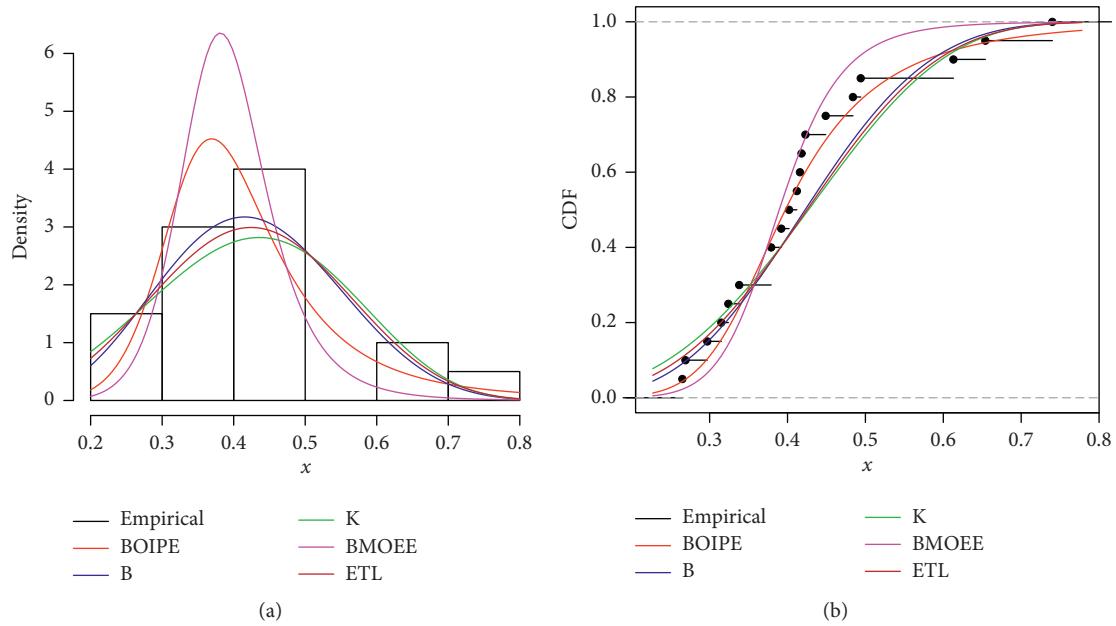 6
5
4
3
2
1
0
Density
0.2 0.3 0.4 0.5 0.6 0.7 0.8
x
Empirical
BOIPE
B
K
BMOEE
ETL
(a)
1.0
0.8
0.6
0.4
0.2
0.0
CDF
0.3 0.4 0.5 0.6 0.7 0.8
x
Empirical
BOIPE
B
K
BMOEE
ETL
(b)